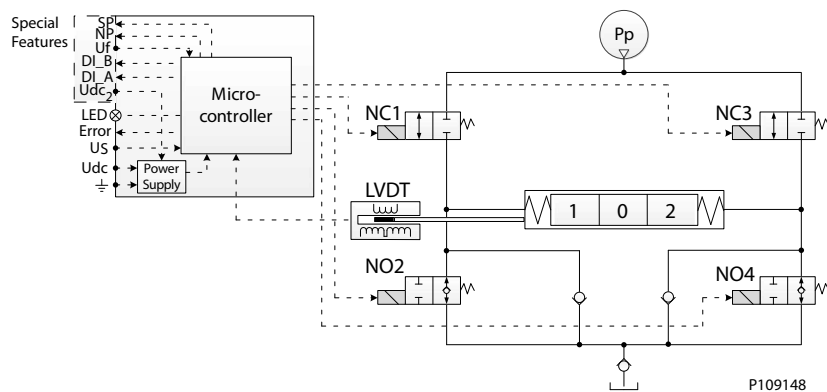 Special
Features
SP
NP
Uf
DI_B
DI_A
Udc2
LED
Error
US
Udc
Micro-
controller
Power
Supply
Pp
NC1
NC3
LVDT
1 0 2
NO2
NO4
P109148